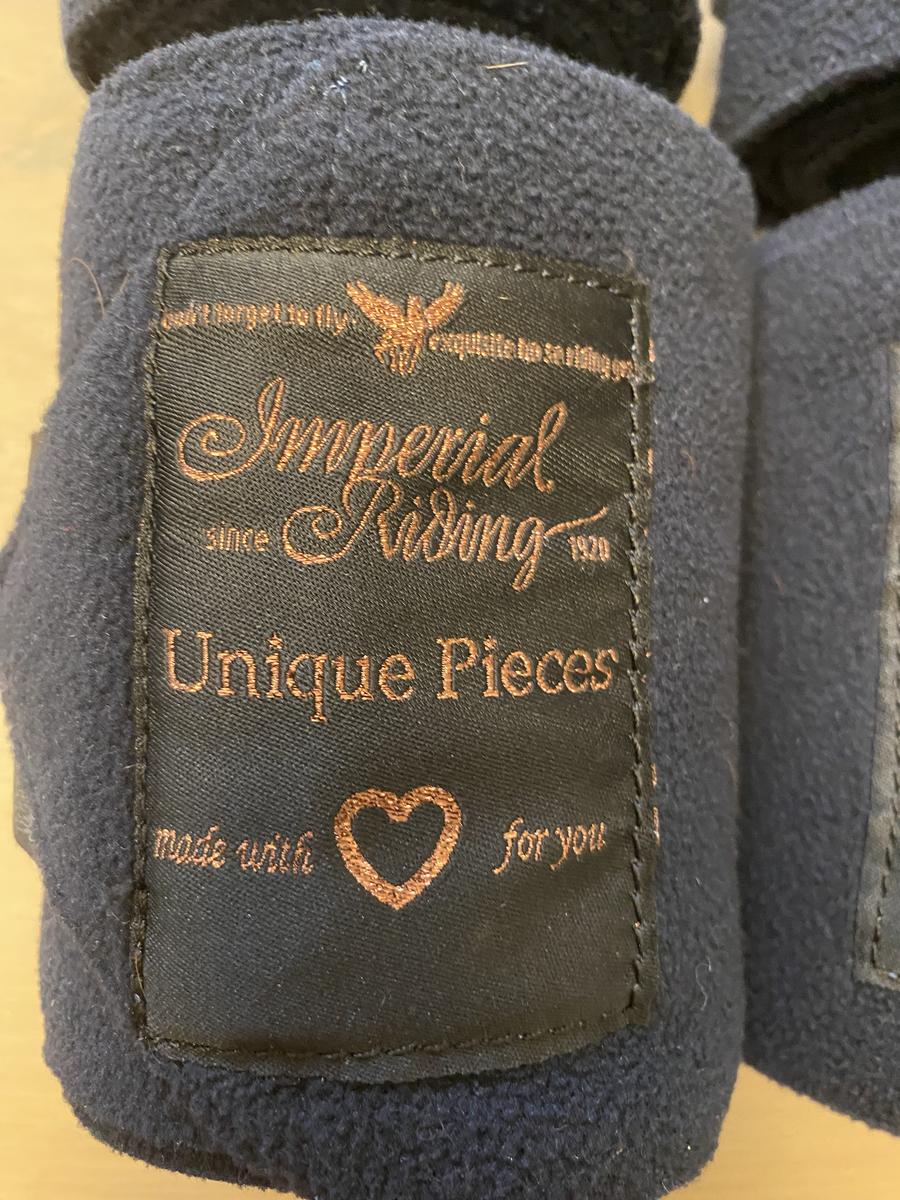 don't forget to fly
exquisite
Imperial
Riding
since 1920
Unique Pieces
made with for you